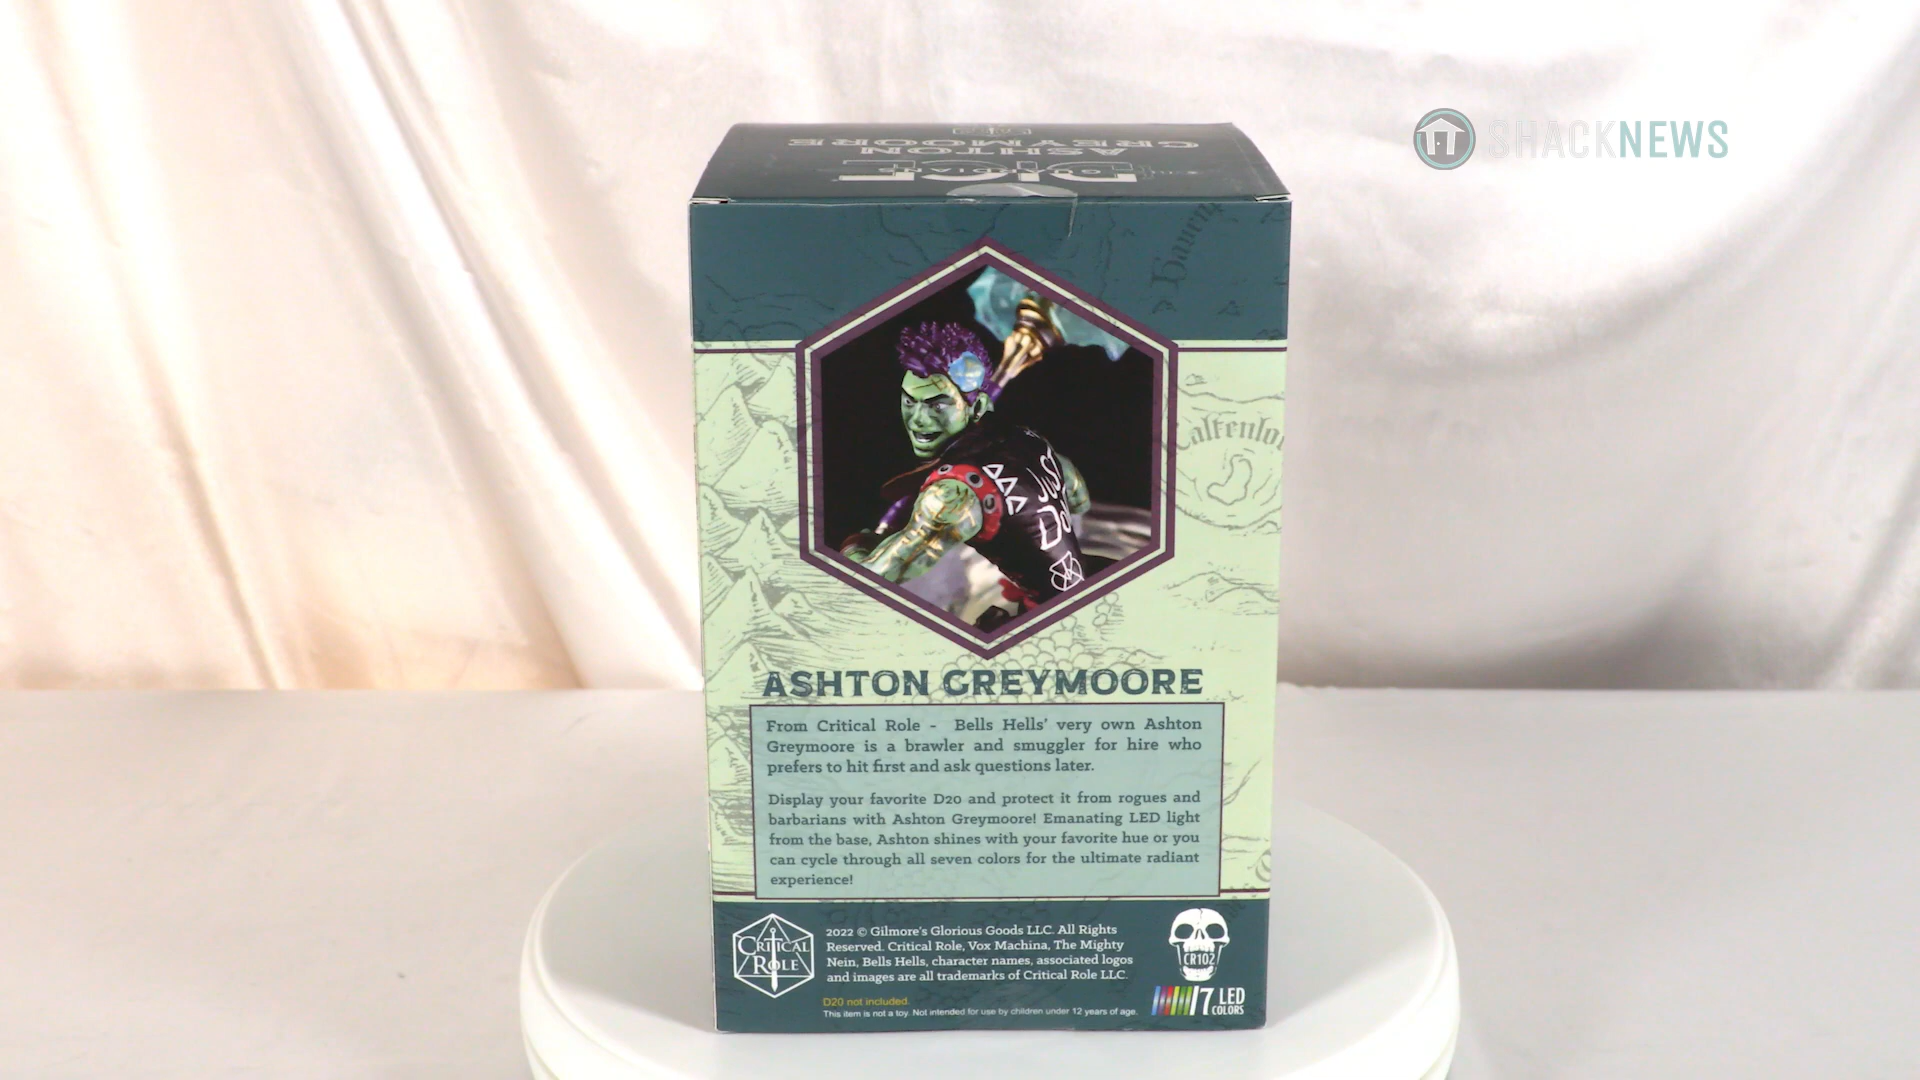 SHACKNEWS
ASHTON
GREYMOORE
DICE
GUARDIANS
Just
ASHTON GREYMOORE
From Critical Role - Bells Hells' very own Ashton
Greymoore is a brawler and smuggler for hire who
prefers to hit first and ask questions later.
Display your favorite D20 and protect it from rogues and
barbarians with Ashton Greymoore! Emanating LED light
from the base, Ashton shines with your favorite hue or you
can cycle through all seven colors for the ultimate radiant
experience!
CRITICAL
ROLE
2022 © Gilmore's Glorious Goods LLC. All Rights
Reserved. Critical Role, Vox Machina, The Mighty
Nein, Bells Hells, character names, associated logos
and images are all trademarks of Critical Role LLC.
D20 not included.
This item is not a toy. Not intended for use by children under 12 years of age.
CR102
7 LED
COLORS